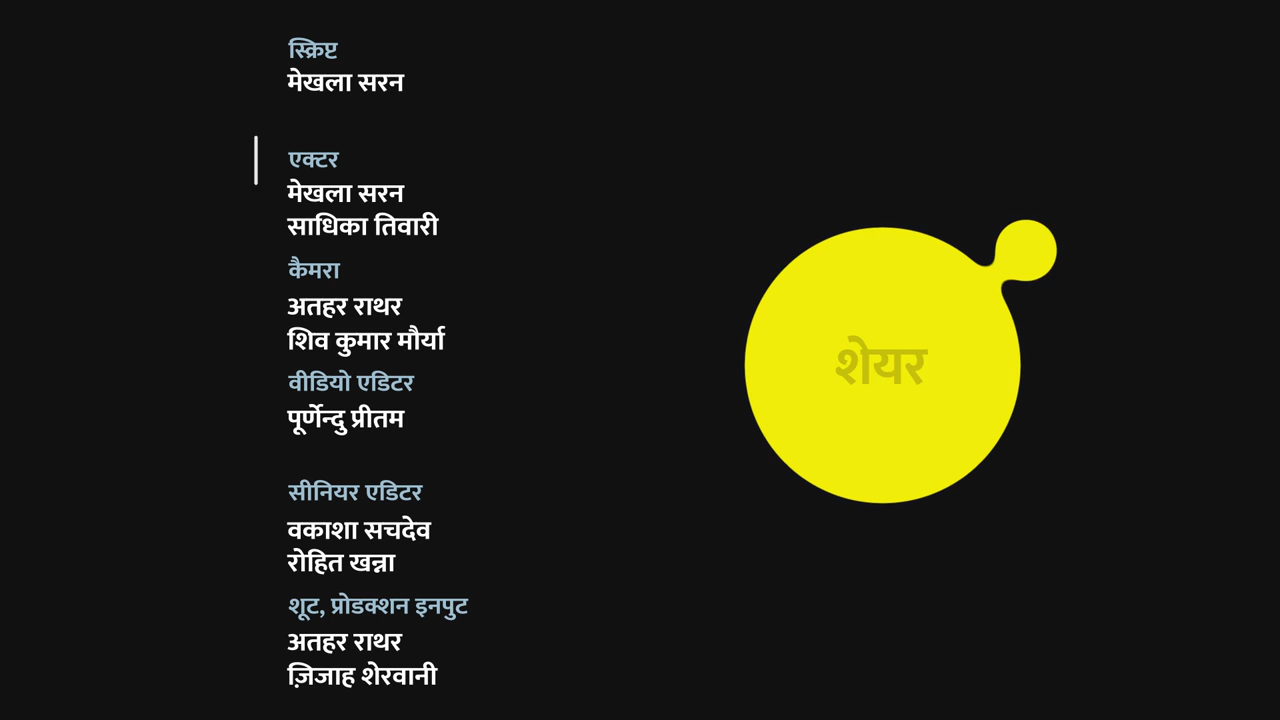 स्क्रिप्ट
मेखला सरन
एक्टर
मेखला सरन
साधिका तिवारी
कैमरा
अतहर राथर
शिव कुमार मौर्या
वीडियो एडिटर
पूर्णेन्दु प्रीतम
सीनियर एडिटर
वकाशा सचदेव
रोहित खन्ना
शूट, प्रोडक्शन इनपुट
अतहर राथर
ज़िजाह शेरवानी
शेयर